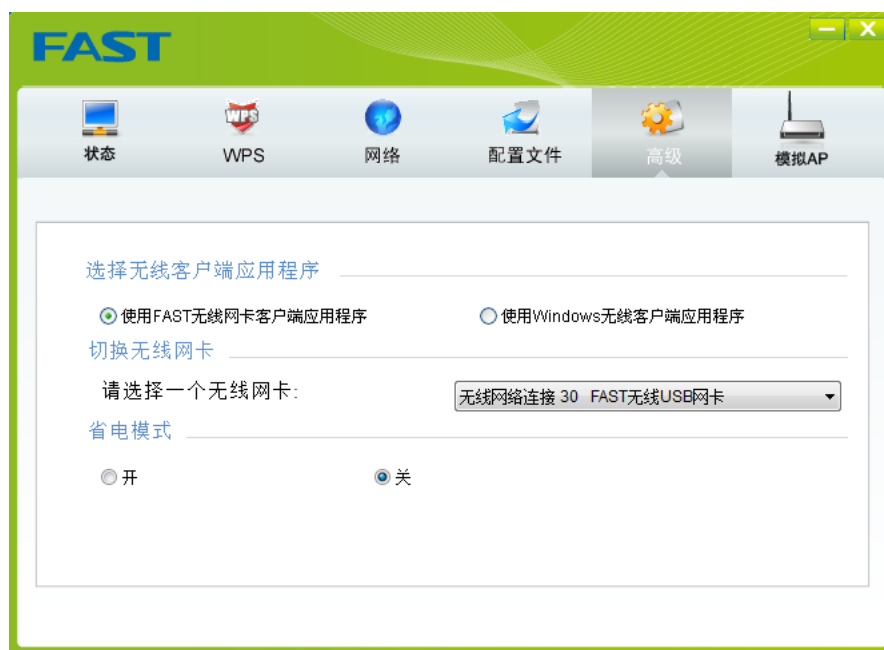 FAST
状态 WPS 网络 配置文件 高级 模拟AP
选择无线客户端应用程序
使用FAST无线网卡客户端应用程序 使用Windows无线客户端应用程序
切换无线网卡
请选择一个无线网卡: 无线网络连接 30 FAST无线USB网卡
省电模式
开 关